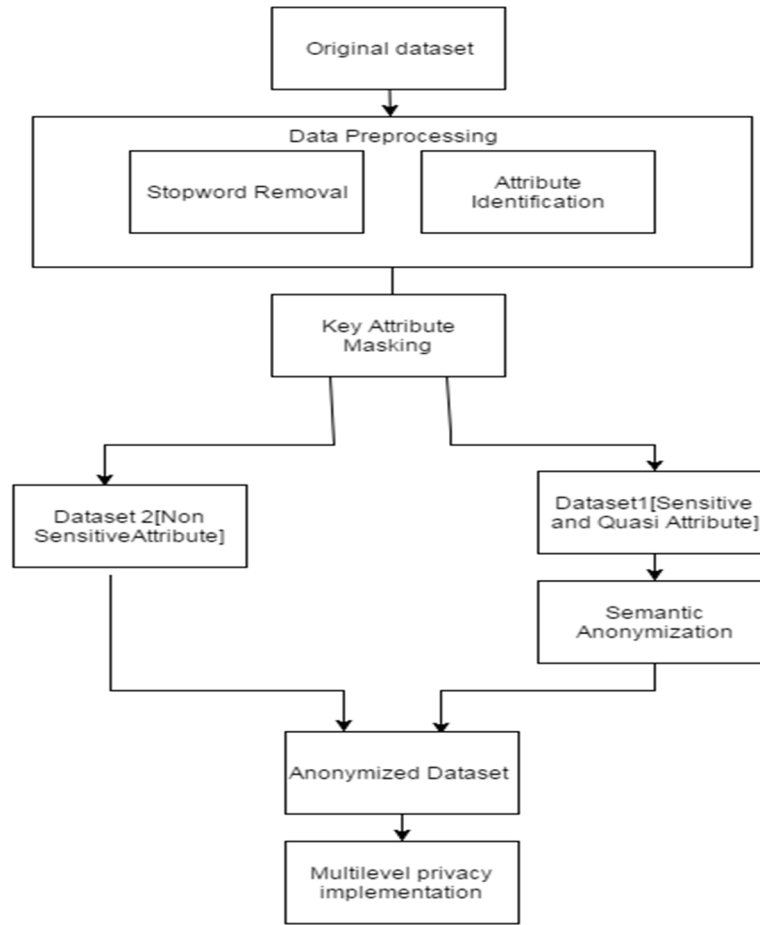 Original dataset
Data Preprocessing
Stopword Removal
Attribute
Identification
Key Attribute
Masking
Dataset 2[Non
SensitiveAttribute]
Dataset1[Sensitive
and Quasi Attribute]
Semantic
Anonymization
Anonymized Dataset
Multilevel privacy
implementation